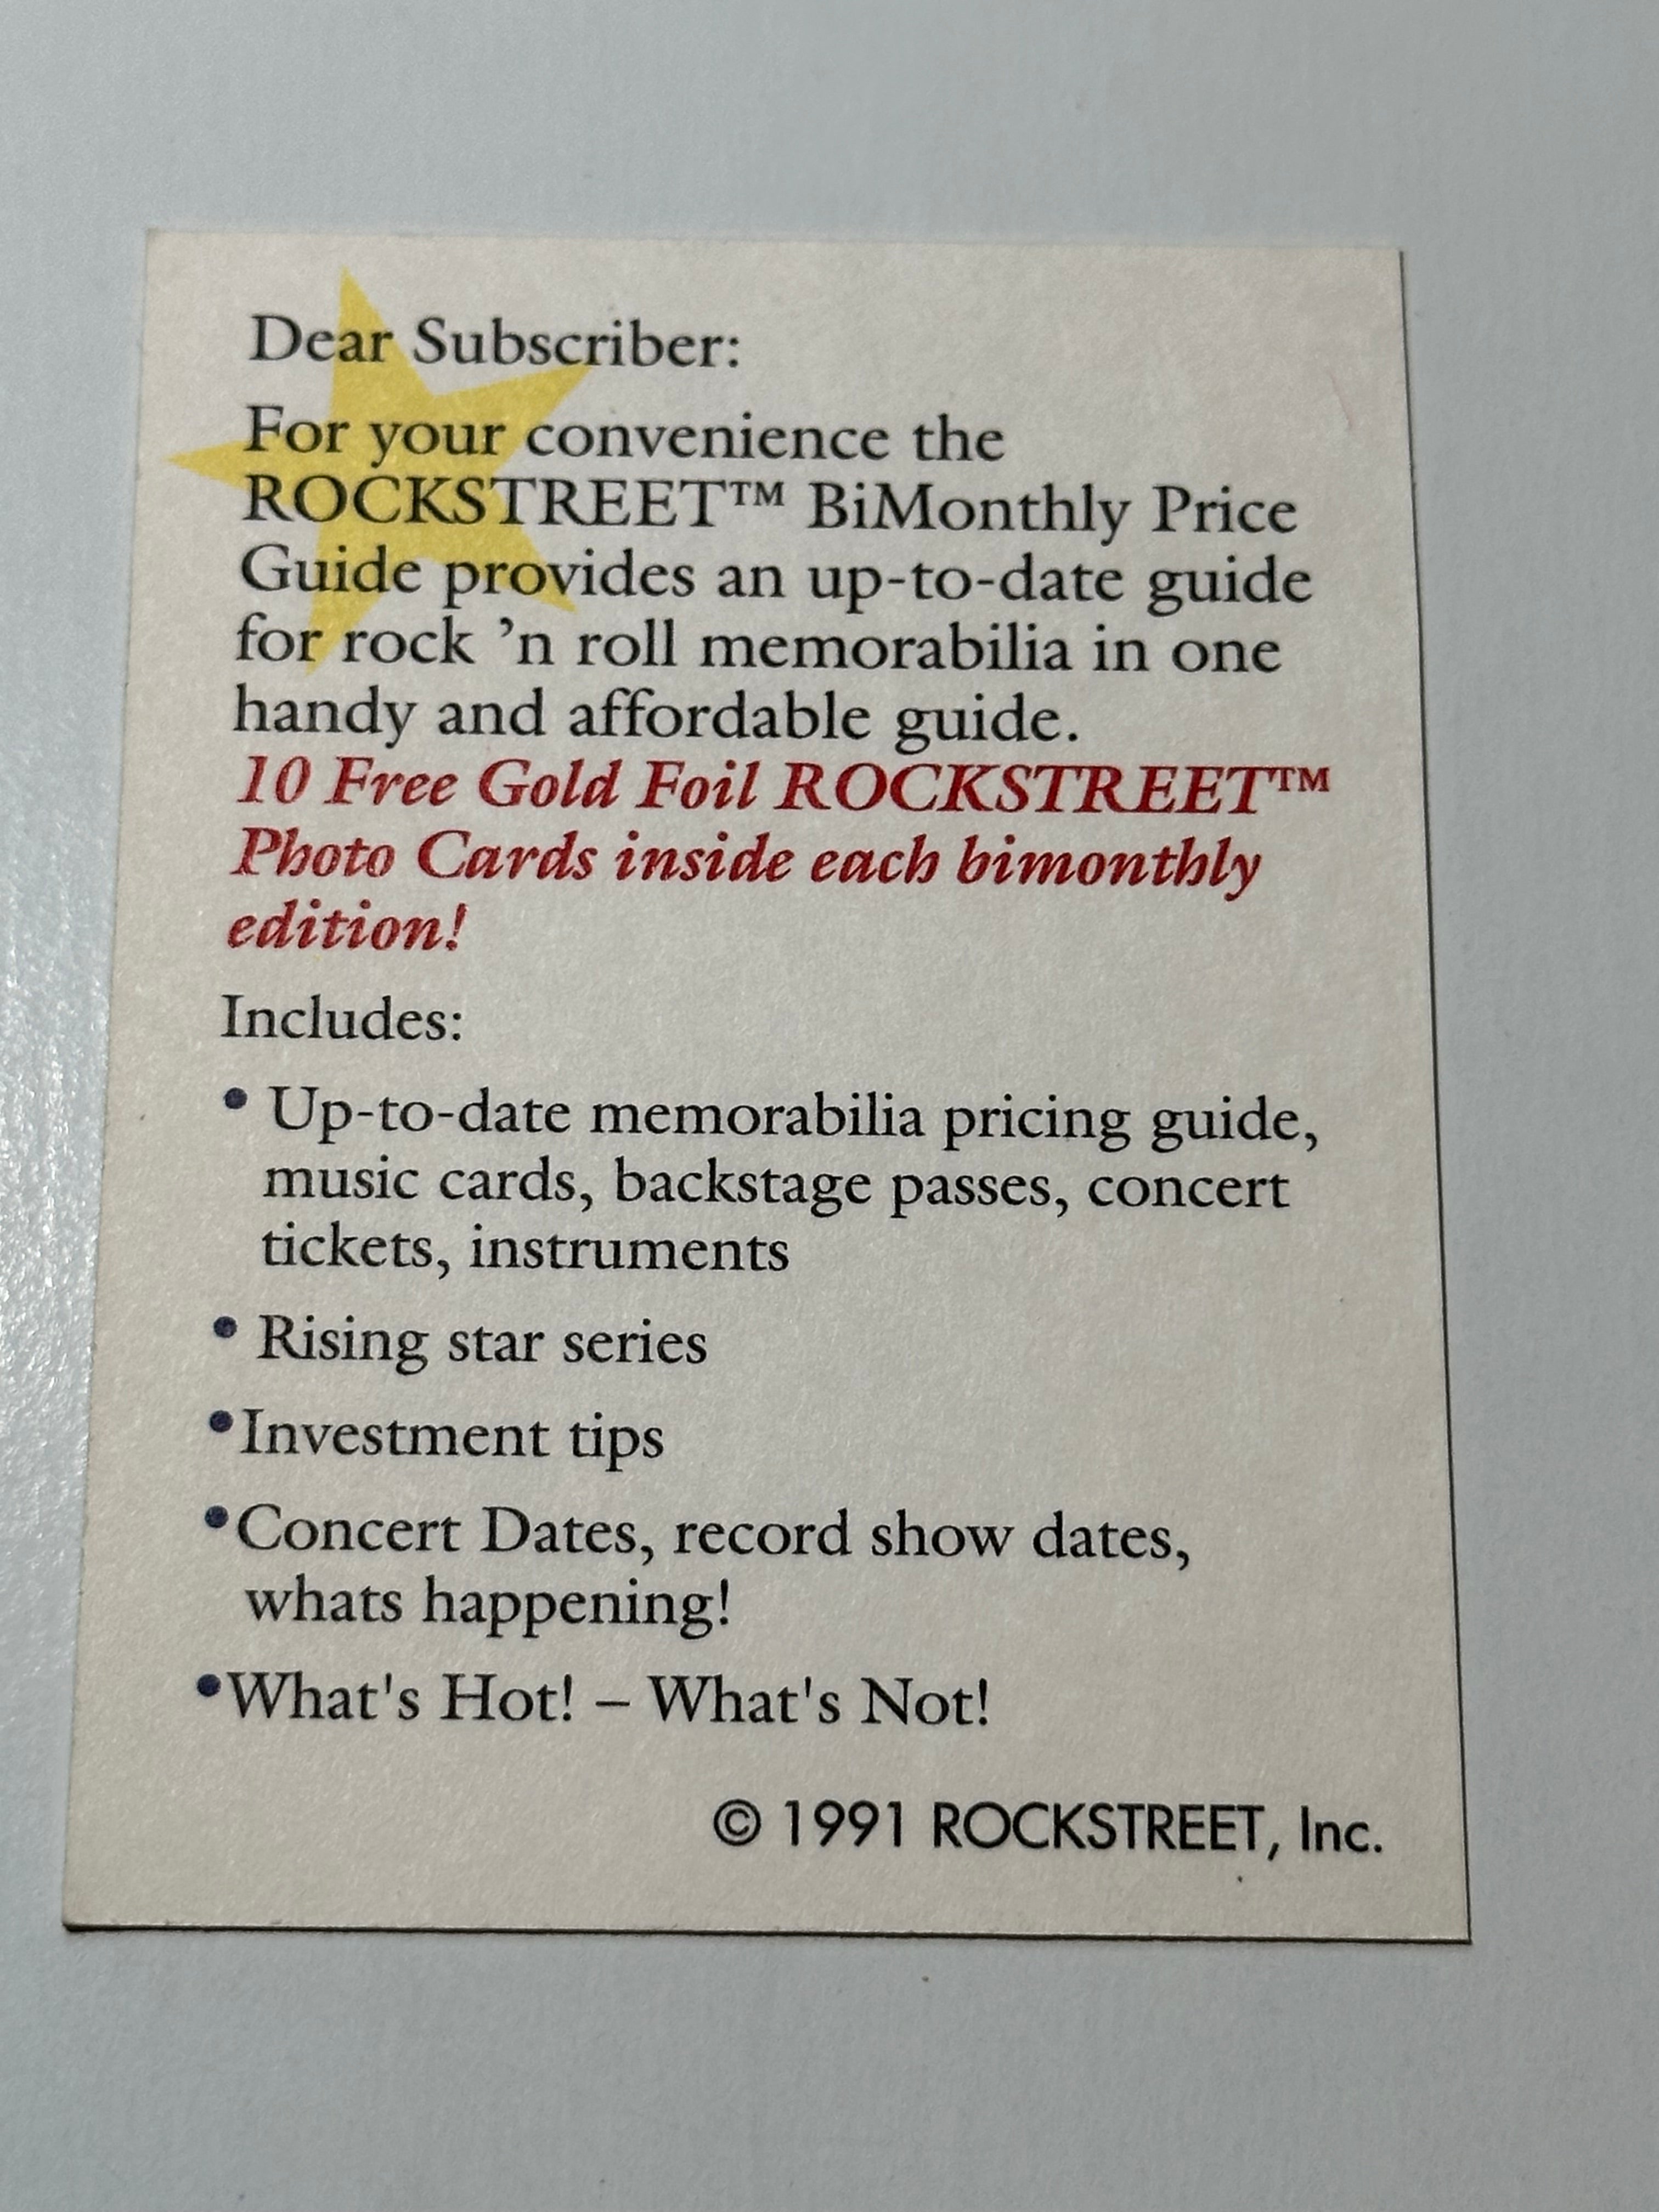 Dear Subscriber:
For your convenience the
ROCKSTREET™ BiMonthly Price
Guide provides an up-to-date guide
for rock ’n roll memorabilia in one
handy and affordable guide.
10 Free Gold Foil ROCKSTREET™
Photo Cards inside each bimonthly
edition!
Includes:
• Up-to-date memorabilia pricing guide,
music cards, backstage passes, concert
tickets, instruments
• Rising star series
•Investment tips
•Concert Dates, record show dates,
whats happening!
•What's Hot! – What's Not!
© 1991 ROCKSTREET, Inc.